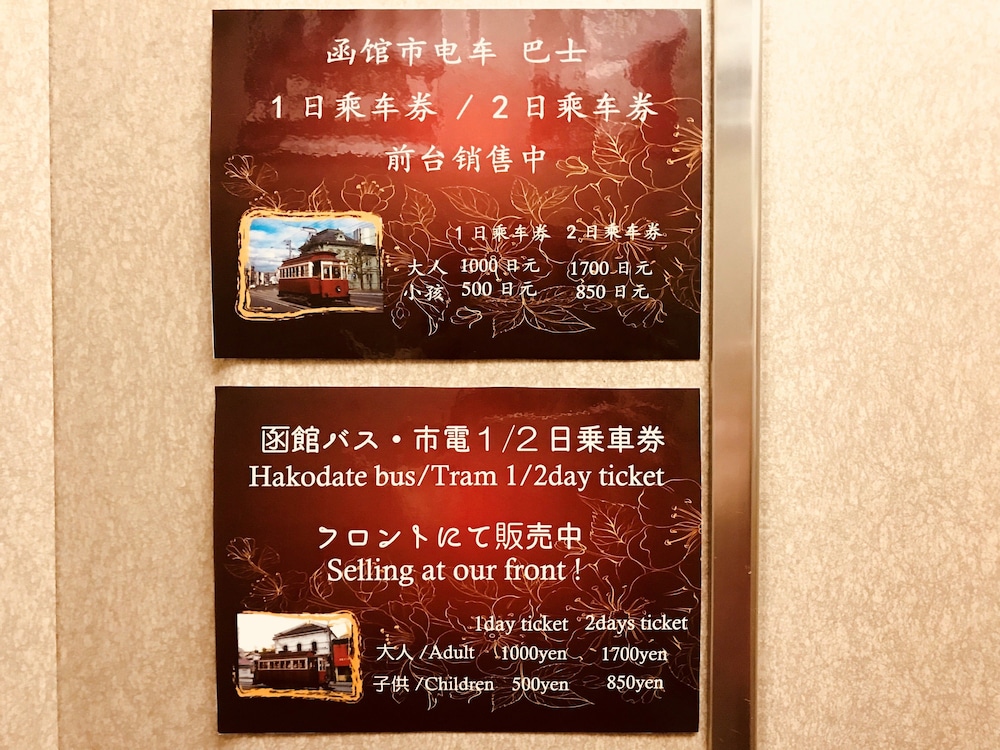 函馆市电车 巴士
1日乘车券 / 2日乘车券
前台销售中
1日乘车券 2日乘车券
大人 1000日元 1700日元
小孩 500日元 850日元
函館バス・市電1/2日乗車券
Hakodate bus/Tram 1/2day ticket
フロントにて販売中
Selling at our front !
1day ticket 2days ticket
大人/Adult 1000yen 1700yen
子供/Children 500yen 850yen